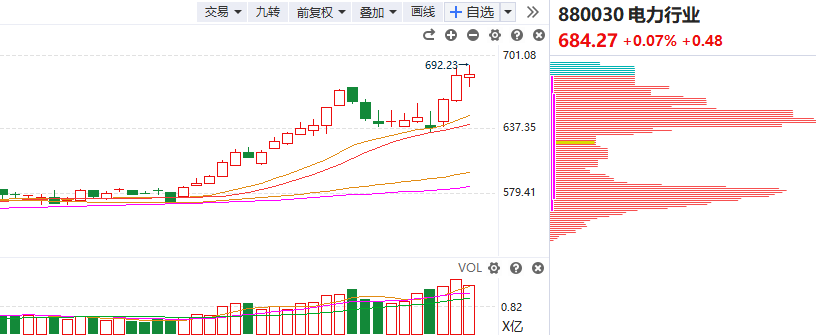 交易 九转 前复权 叠加 画线 +自选
880030 电力行业
684.27 +0.07% +0.48
692.23→
701.08
637.35
579.41
VOL
0.82
X亿